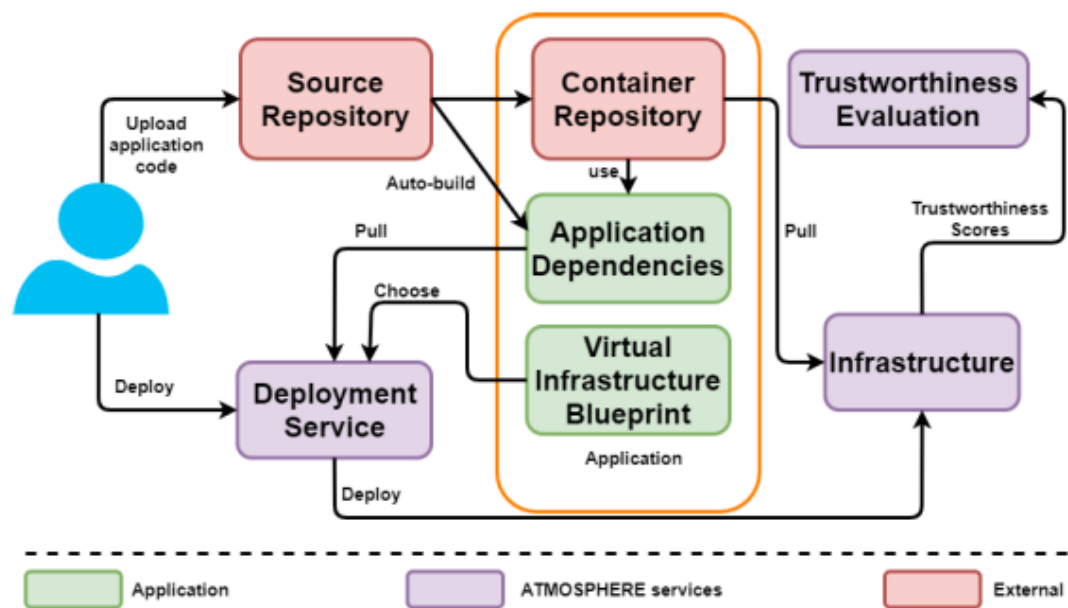 Source
Repository
Container
Repository
Trustworthiness
Evaluation
Upload
application
code
Auto-build
use
Application
Dependencies
Trustworthiness
Scores
Pull
Pull
Choose
Virtual
Infrastructure
Blueprint
Infrastructure
Deploy
Deployment
Service
Application
Deploy
Application
ATMOSPHERE services
External